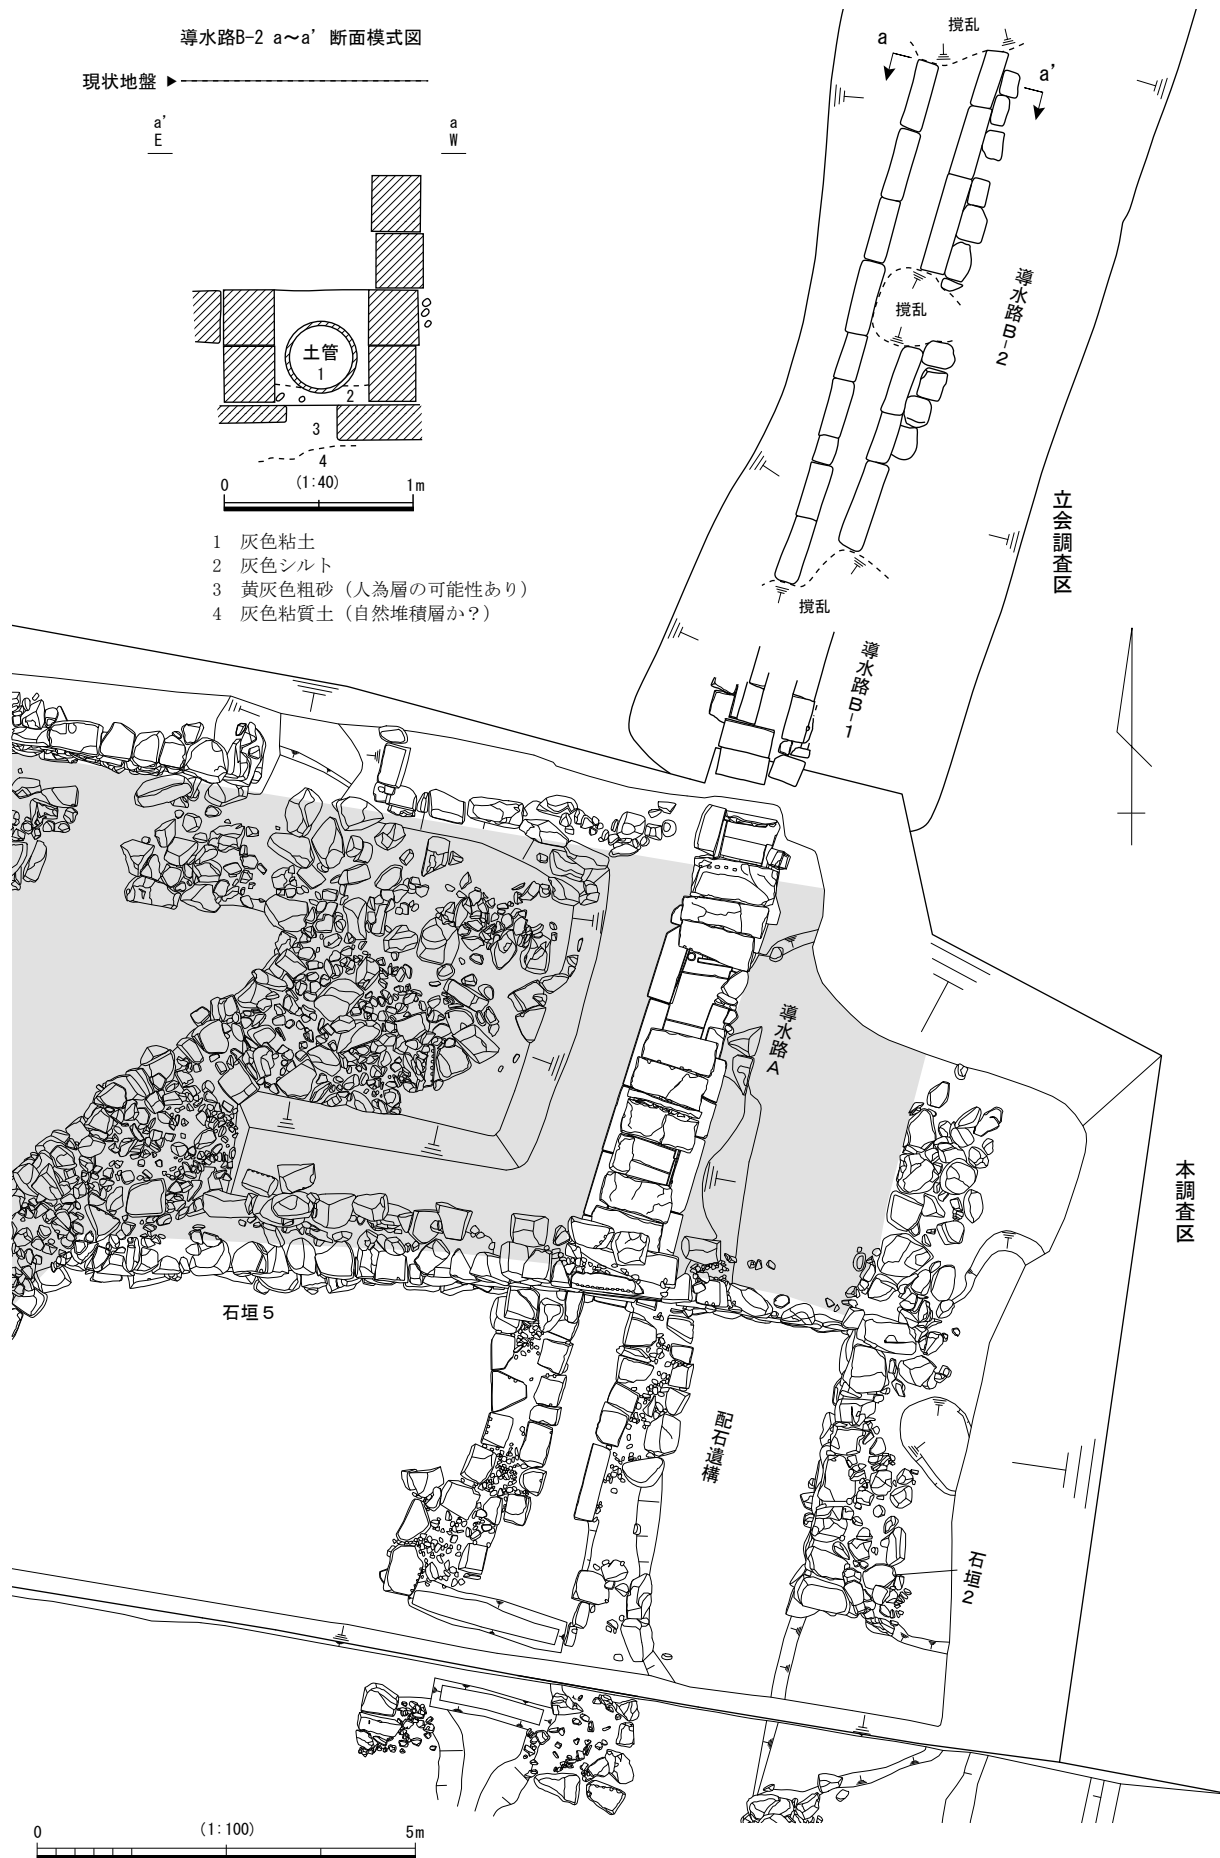 導水路B-2 a～a’ 断面模式図
現状地盤
a’
E
a
W
土管
1
2
3
4
0
(1:40)
1m
1 灰色粘土
2 灰色シルト
3 黄灰色粗砂（人為層の可能性あり）
4 灰色粘質土（自然堆積層か？）
撹乱
a
a’
導水路B-2
撹乱
立会調査区
撹乱
導水路B-1
導水路A
本調査区
石垣5
配石遺構
石垣2
0
(1:100)
5m